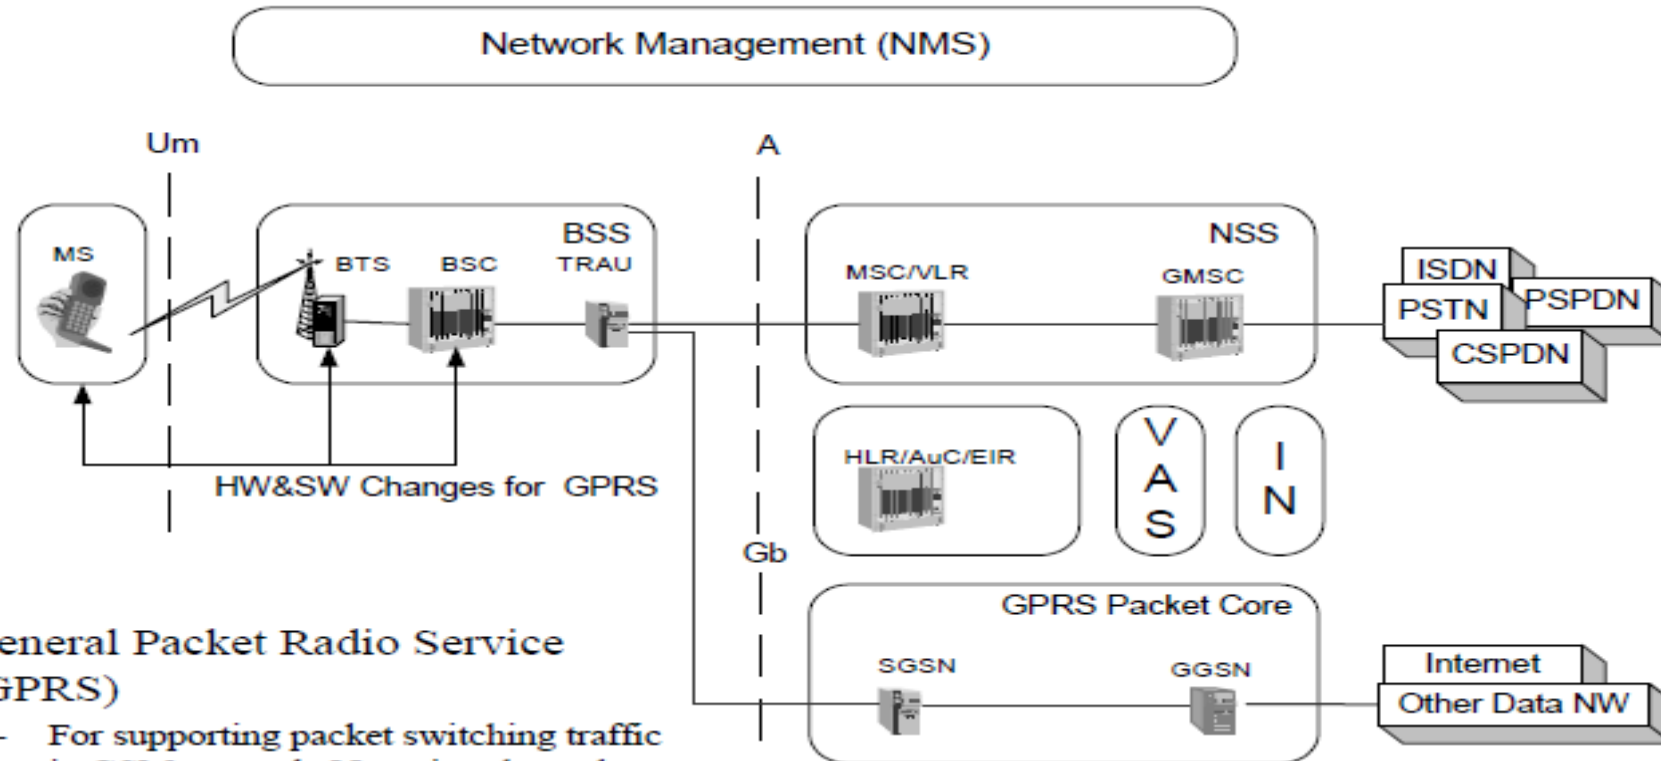 Network Management (NMS)
Um
A
BSS
NSS
MS
BTS
BSC
TRAU
MSC/VLR
GMSC
ISDN
PSTN
PSPDN
CSPDN
HW&SW Changes for GPRS
HLR/AuC/EIR
VAS
IN
Gb
GPRS Packet Core
eneral Packet Radio Service
GPRS)
SGSN
GGSN
Internet
Other Data NW
- For supporting packet switching traffic